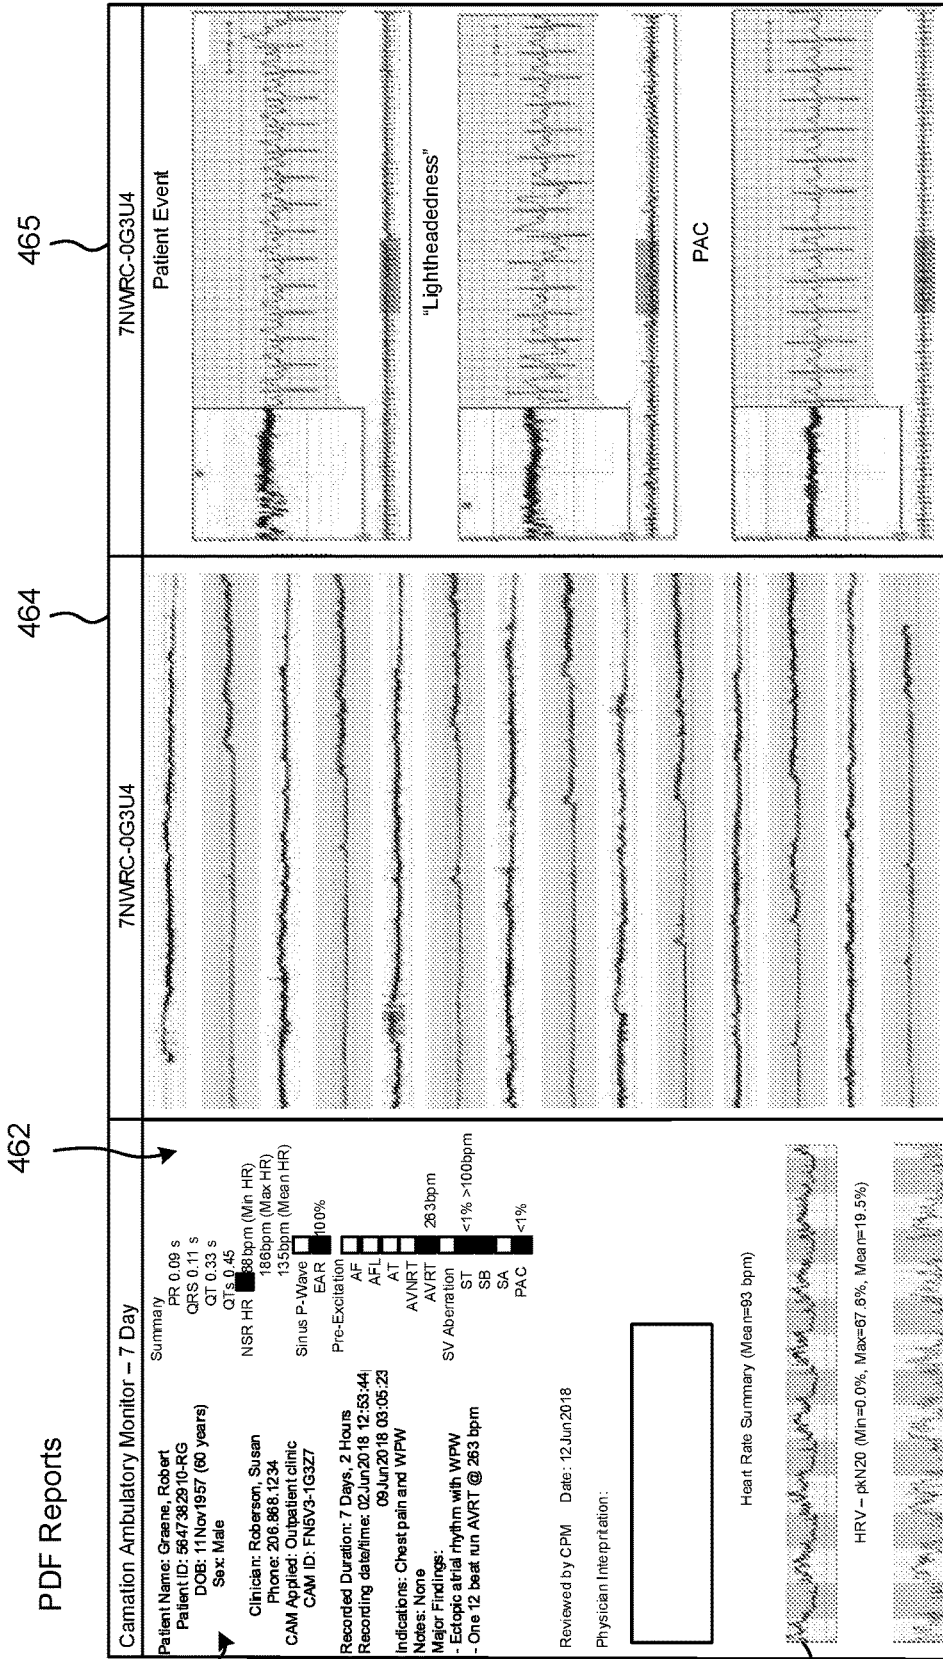 PDF Reports
462
464
465
Camation Ambulatory Monitor – 7 Day
7NWRC-0G3U4
7NWRC-0G3U4
Patient Name: Graene, Robert
Patient ID: 5647382910-RG
DOB: 11Nov1957 (60 years)
Sex: Male
Clinician: Roberson, Susan
Phone: 206.868.1234
CAM Applied: Outpatient clinic
CAM ID: FN5V3-1G3Z7
Recorded Duration: 7 Days, 2 Hours
Recording date/time: 02Jun2018 12:53:44
09Jun2018 03:05:23
Indications: Chest pain and WPW
Notes: None
Major Findings:
- Ectopic atrial rhythm with WPW
- One 12 beat run AVRT @ 263 bpm
Reviewed by CPM Date: 12Jun2018
Physician Interpritation:
Summary
PR 0.09 s
QRS 0.11 s
QT 0.33 s
QTs 0.45
NSR HR 88bpm (Min HR)
186bpm (Max HR)
135bpm (Mean HR)
Sinus P-Wave
EAR 100%
Pre-Excitation
AF
AFL
AT
AVNRT
AVRT 263bpm
SV Aberration
ST <1% >100bpm
SB
SA
PAC <1%
Heart Rate Summary (Mean=93 bpm)
HRV – pkN20 (Min=0.0%, Max=67.6%, Mean=19.5%)
Patient Event
"Lightheadedness"
PAC